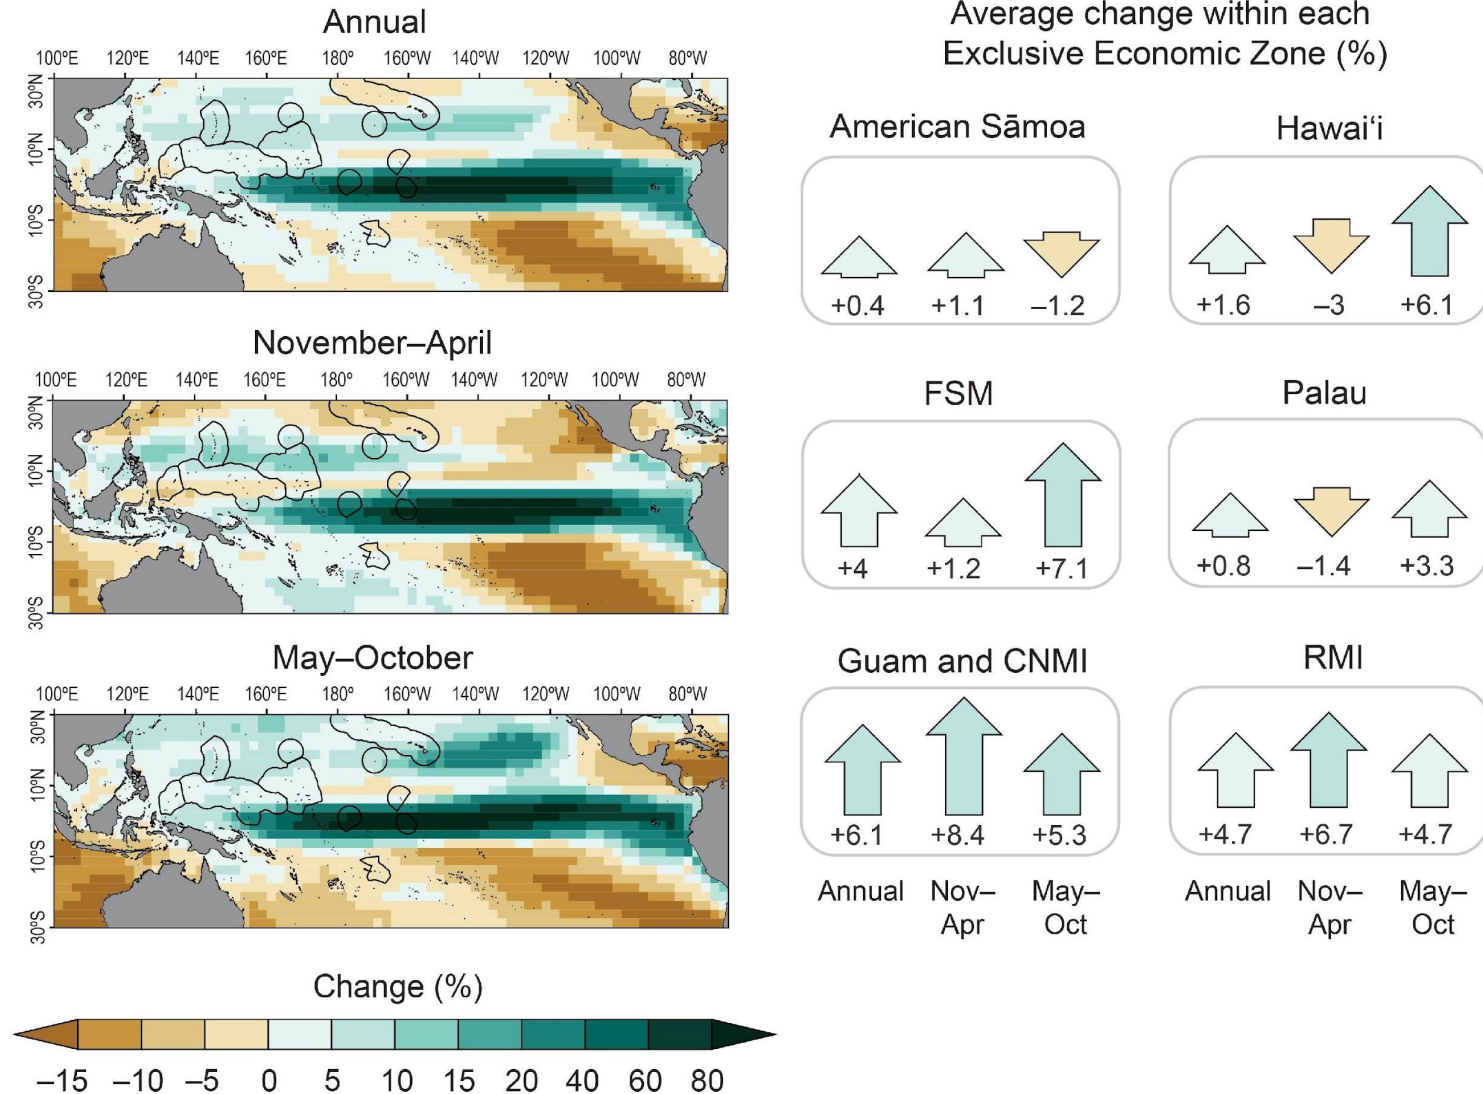 Annual
100°E 120°E 140°E 160°E 180° 160°W 140°W 120°W 100°W 80°W
30°N
10°N
10°S
30°S
November–April
100°E 120°E 140°E 160°E 180° 160°W 140°W 120°W 100°W 80°W
30°N
10°N
10°S
30°S
May–October
100°E 120°E 140°E 160°E 180° 160°W 140°W 120°W 100°W 80°W
30°N
10°N
10°S
30°S
Change (%)
–15 –10 –5 0 5 10 15 20 40 60 80
Average change within each
Exclusive Economic Zone (%)
American Sāmoa
+0.4 +1.1 –1.2
Hawaiʻi
+1.6 –3 +6.1
FSM
+4 +1.2 +7.1
Palau
+0.8 –1.4 +3.3
Guam and CNMI
+6.1 +8.4 +5.3
RMI
+4.7 +6.7 +4.7
Annual Nov– May–
Apr Oct
Annual Nov– May–
Apr Oct